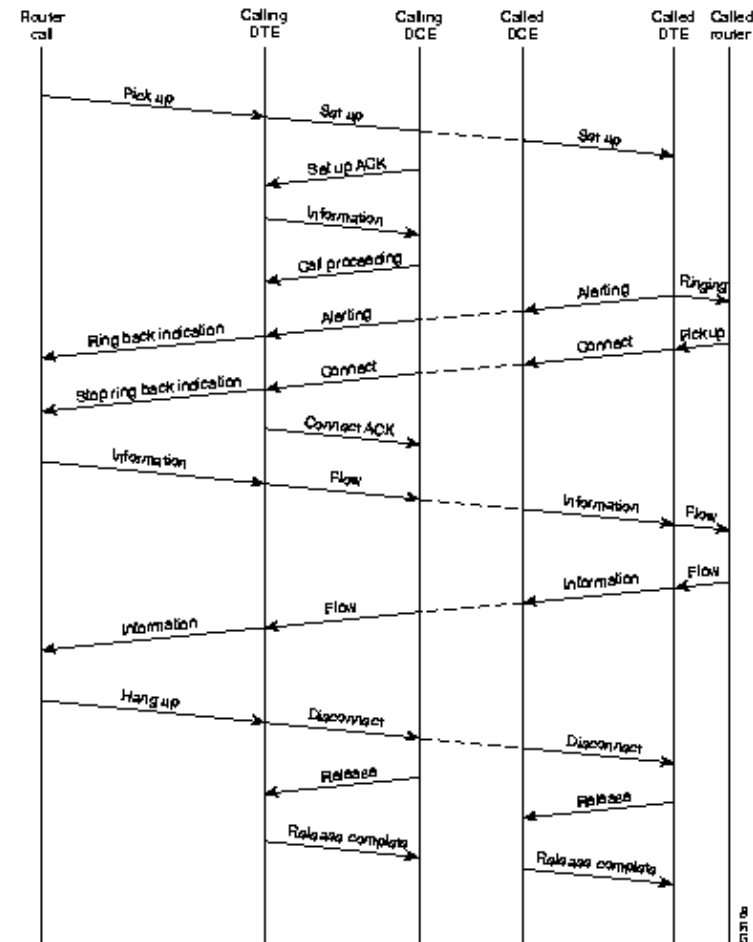 Router call
Calling DTE
Calling DCE
Called DCE
Called DTE
Called router
Pick up
Set up
Set up
Set up ACK
Information
Call proceeding
Ringing
Alerting
Alerting
Ring back indication
Pick up
Connect
Connect
Stop ring back indication
Connect ACK
Information
Flow
Information
Flow
Flow
Information
Flow
Information
Hang up
Disconnect
Disconnect
Release
Release
Release complete
Release complete